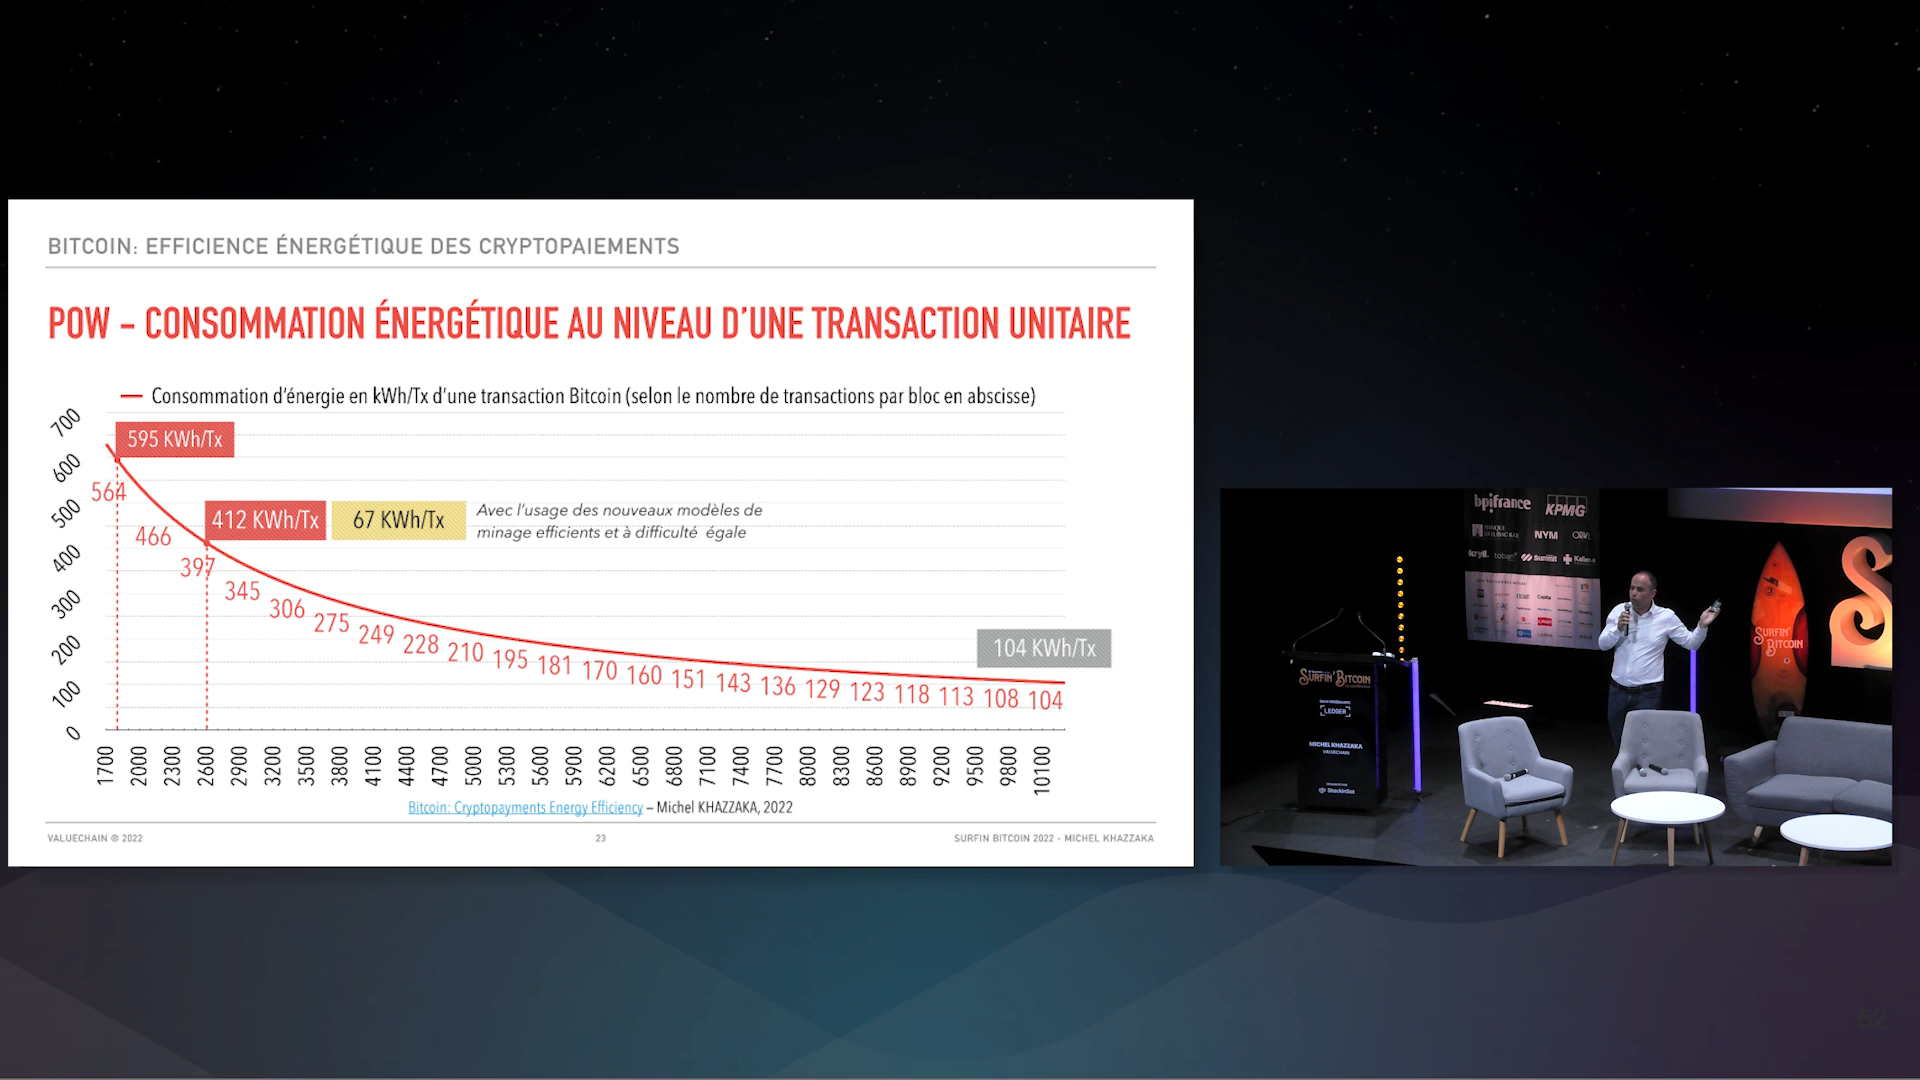 BITCOIN: EFFICIENCE ÉNERGÉTIQUE DES CRYPTOPAIEMENTS
POW – CONSOMMATION ÉNERGÉTIQUE AU NIVEAU D'UNE TRANSACTION UNITAIRE
Consommation d'énergie en kWh/Tx d'une transaction Bitcoin (selon le nombre de transactions par bloc en abscisse)
700
600
500
400
300
200
100
0
595 KWh/Tx
412 KWh/Tx
67 KWh/Tx
Avec l'usage des nouveaux modèles de
minage efficients et à difficulté égale
104 KWh/Tx
564 466 397 345 306 275 249 228 210 195 181 170 160 151 143 136 129 123 118 113 108 104
1700 2000 2300 2600 2900 3200 3500 3800 4100 4400 4700 5000 5300 5600 5900 6200 6500 6800 7100 7400 7700 8000 8300 8600 8900 9200 9500 9800 10100
Bitcoin: Cryptopayments Energy Efficiency – Michel KHAZZAKA, 2022
VALUECHAIN © 2022
23
SURFIN BITCOIN 2022 - MICHEL KHAZZAKA
bpifrance
KPMG
NYM
Summit
SURFIN' BITCOIN
LEDGER
MICHEL KHAZZAKA
VALUECHAIN
StackinSat
SURFIN'
BITCOIN
S
52